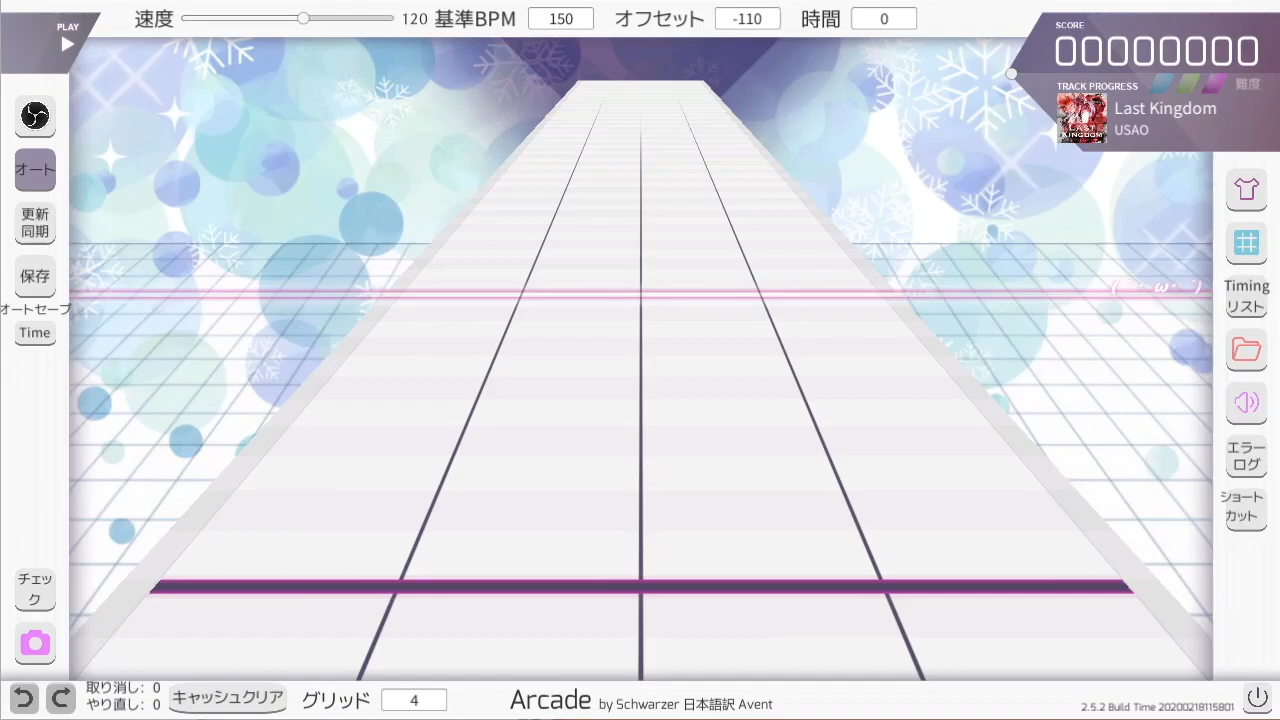 PLAY
速度 120 基準BPM 150 オフセット -110 時間 0
SCORE
00000000
TRACK PROGRESS 難度
Last Kingdom
USAO
LAST
KINGDOM
オート
更新
同期
保存
オートセーブ
Time
(´・ω・｀)
Timing
リスト
エラー
ログ
ショート
カット
チェッ
ク
取り消し: 0
やり直し: 0
キャッシュクリア
グリッド 4
Arcade by Schwarzer 日本語訳 Avent
2.5.2 Build Time 20200218115801